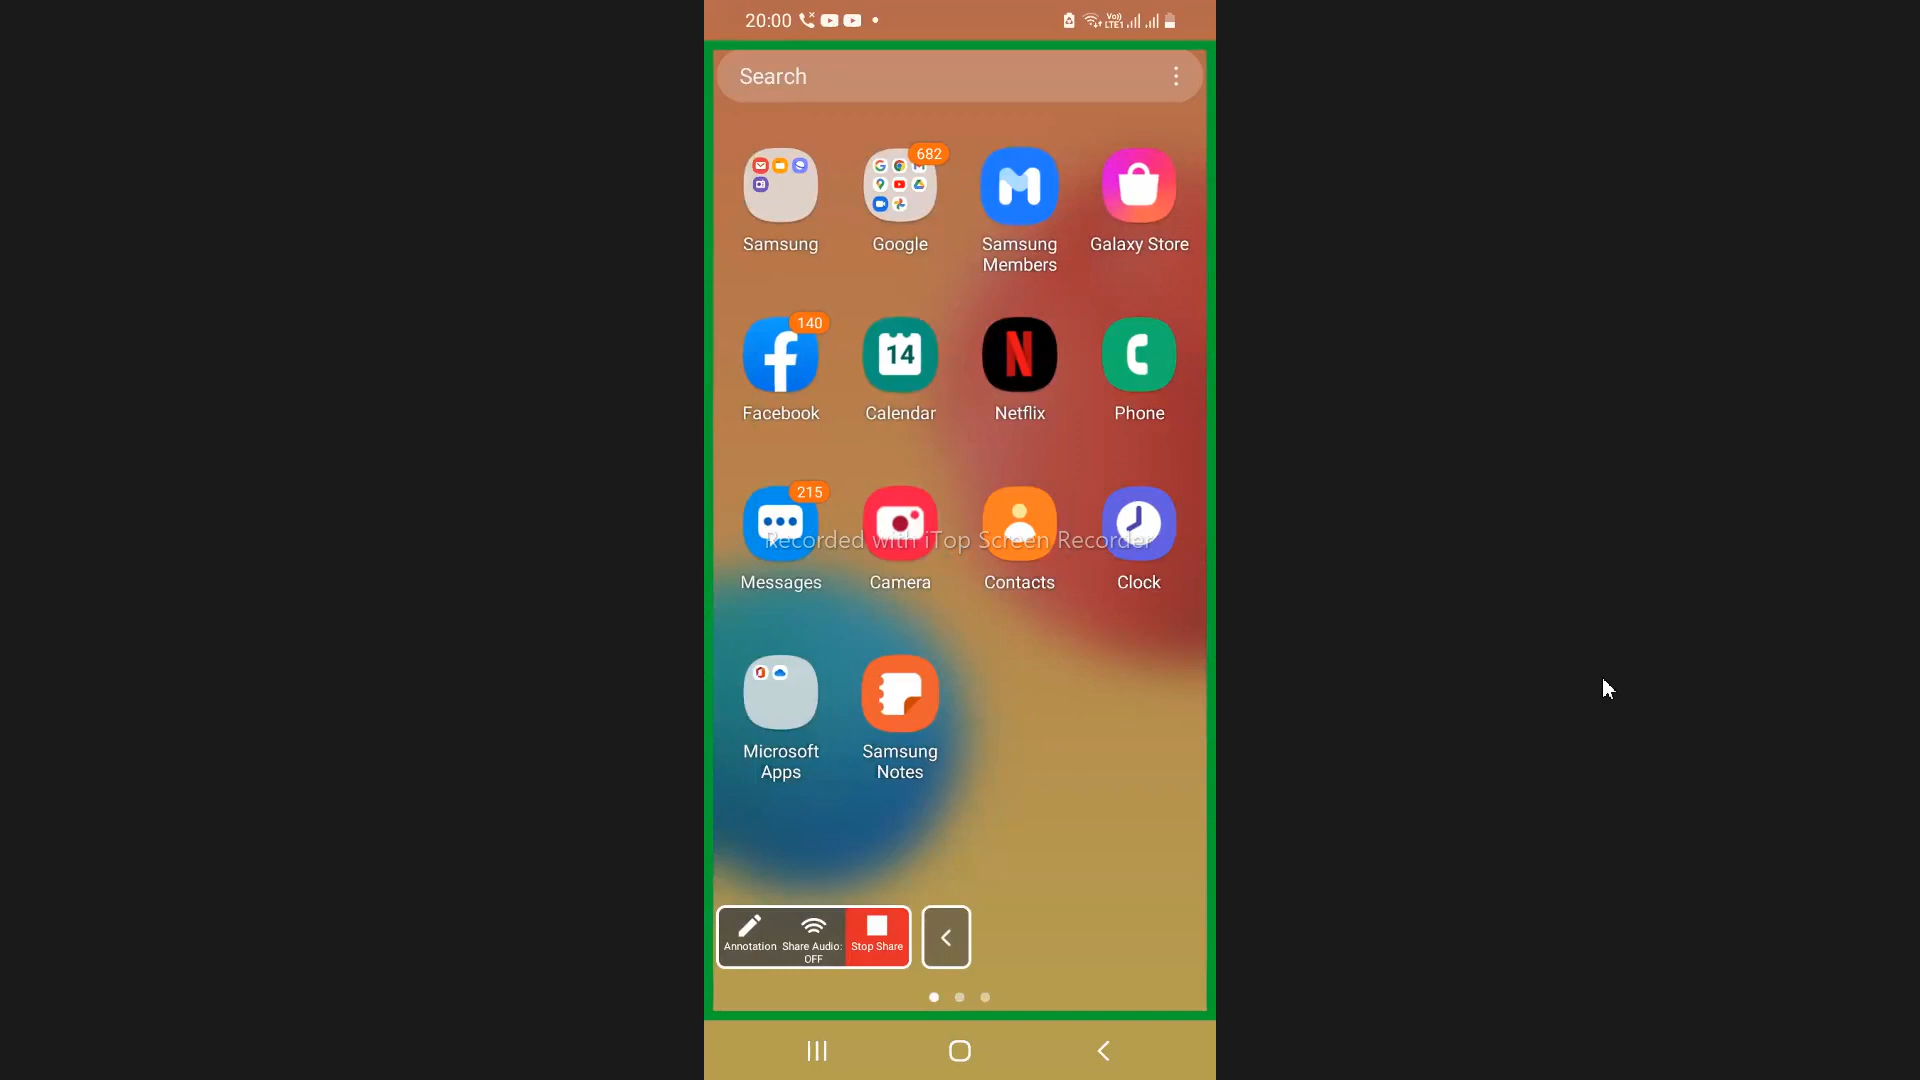 20:00
Search
682
Samsung
Google
Samsung
Members
Galaxy Store
140
14
N
Facebook
Calendar
Netflix
Phone
215
Recorded with iTop Screen Recorder
Messages
Camera
Contacts
Clock
Microsoft
Apps
Samsung
Notes
Annotation
Share Audio:
OFF
Stop Share